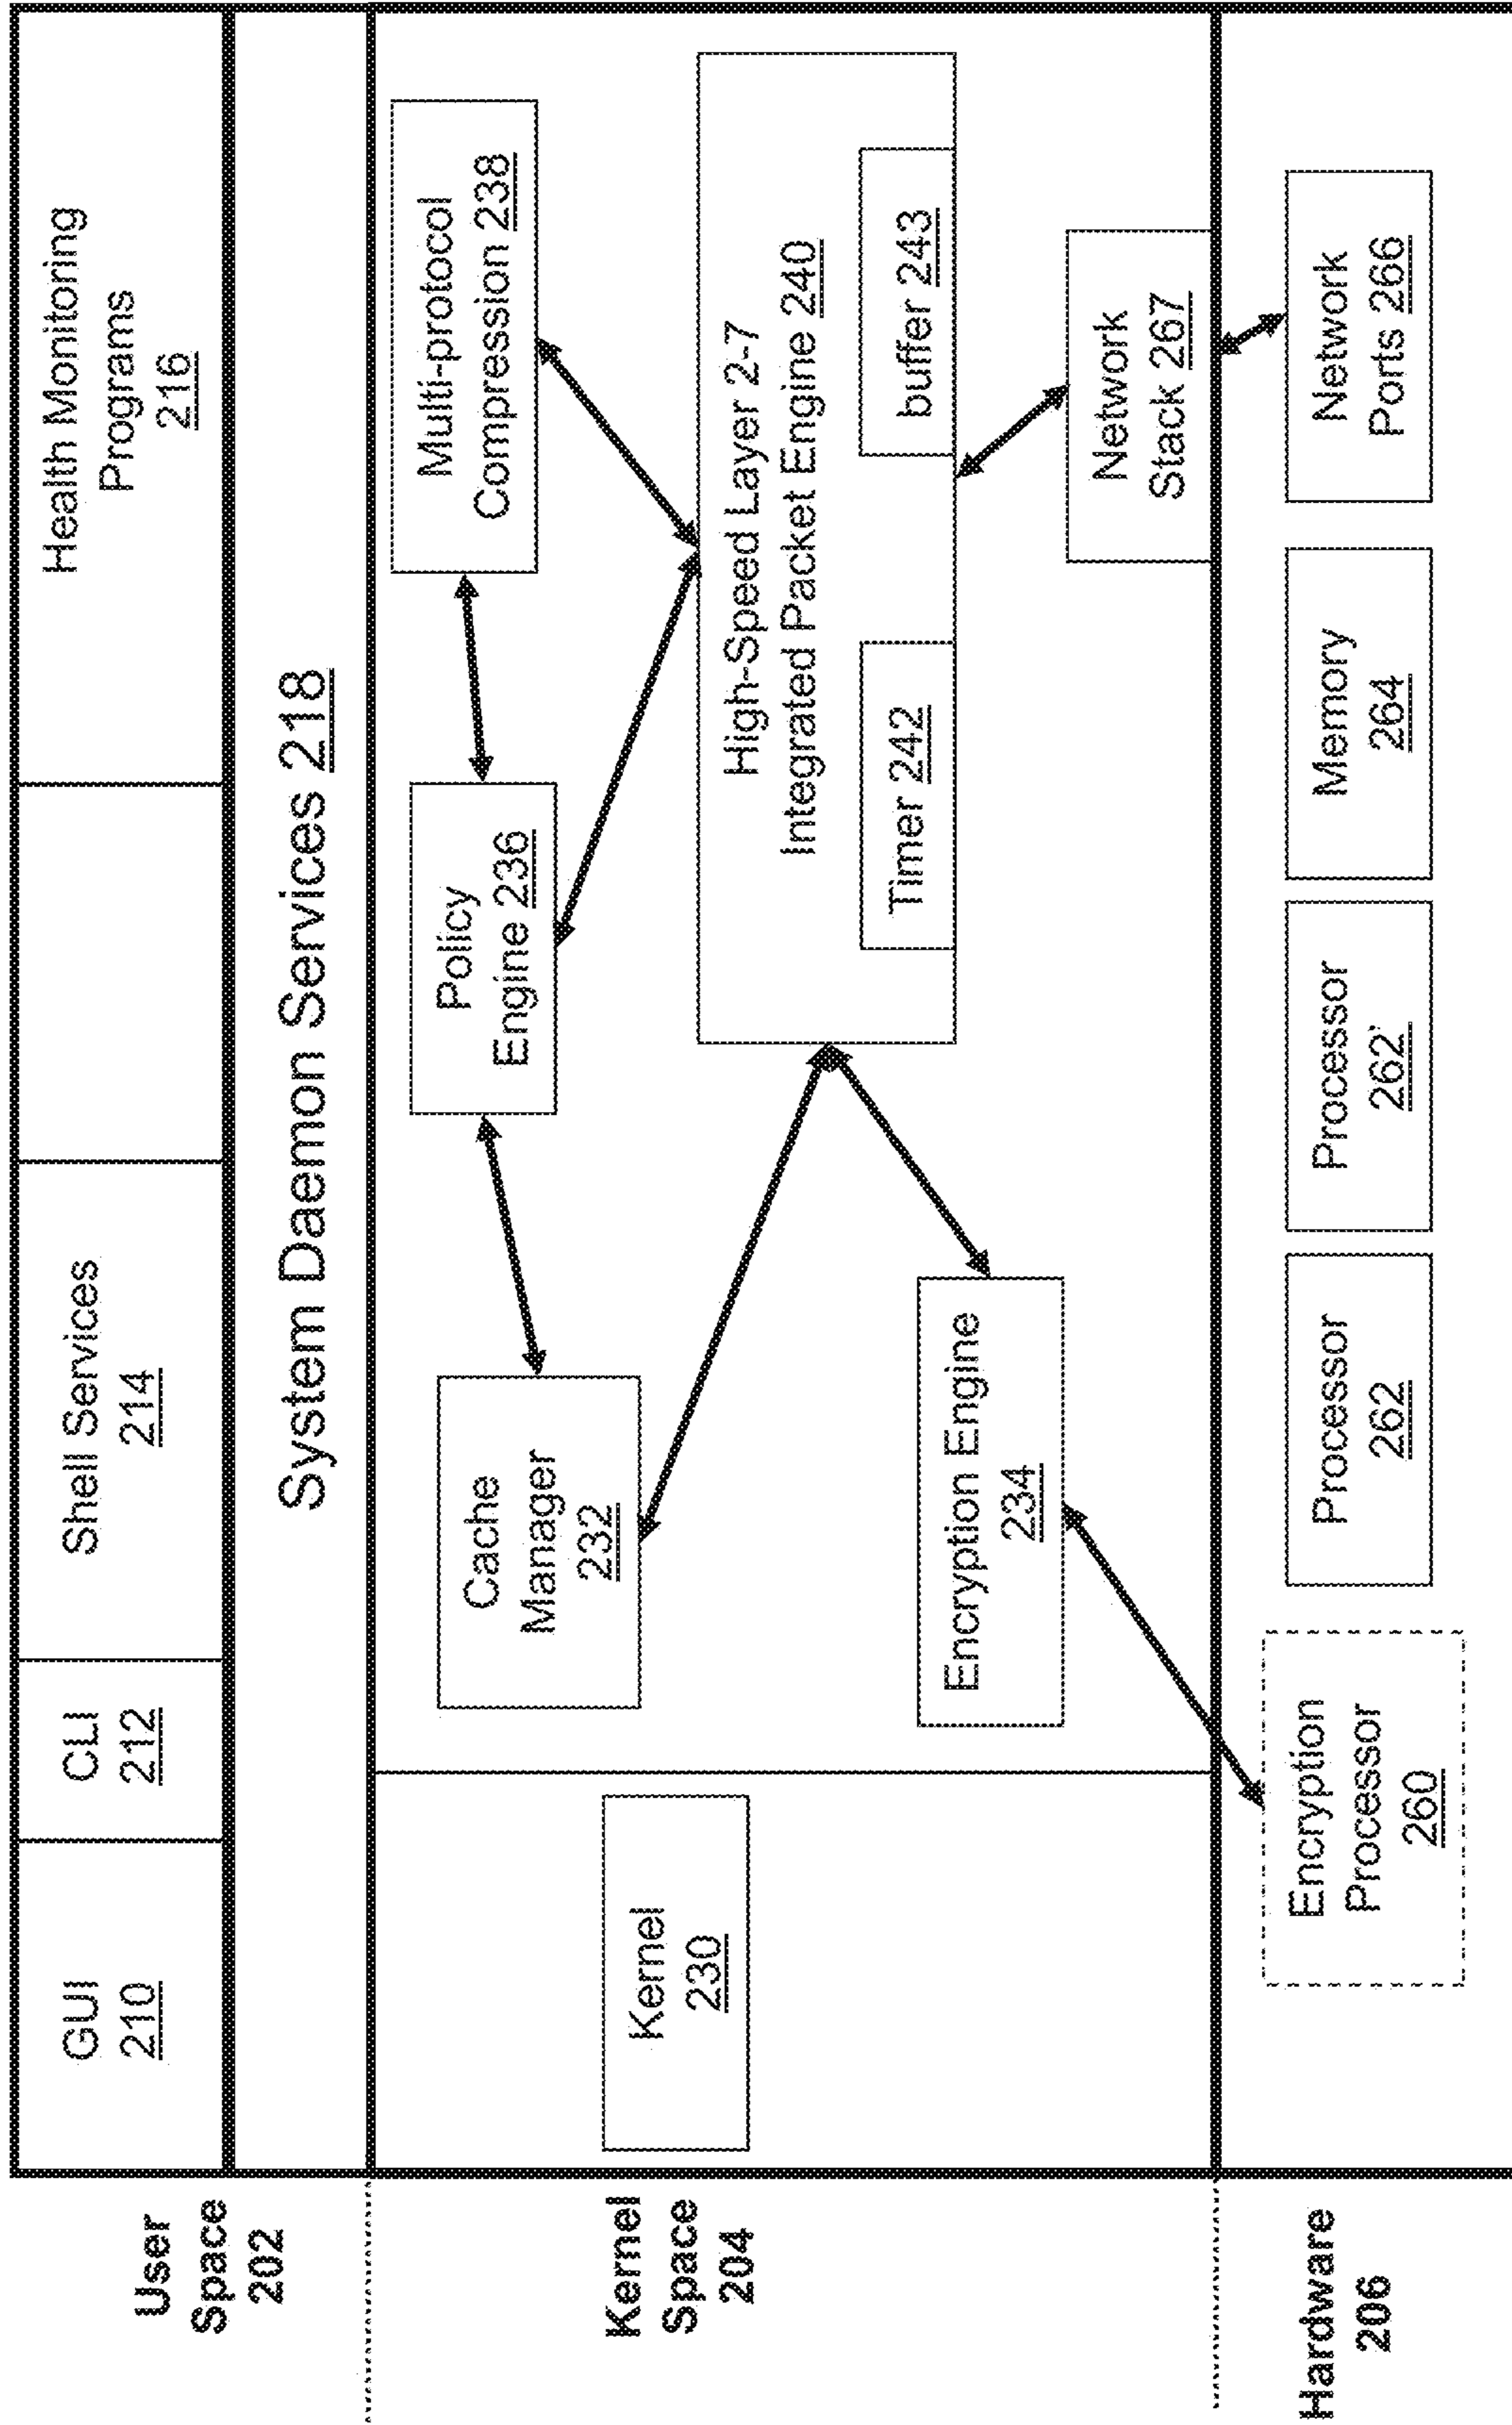 User
Space
202
GUI
210
CLI
212
Shell Services
214
Health Monitoring
Programs
216
System Daemon Services 218
Kernel
Space
204
Kernel
230
Cache
Manager
232
Policy
Engine 236
Multi-protocol
Compression 238
High-Speed Layer 2-7
Integrated Packet Engine 240
Timer 242
buffer 243
Encryption Engine
234
Network
Stack 267
Hardware
206
Encryption
Processor
260
Processor
262
Processor
262'
Memory
264
Network
Ports 266